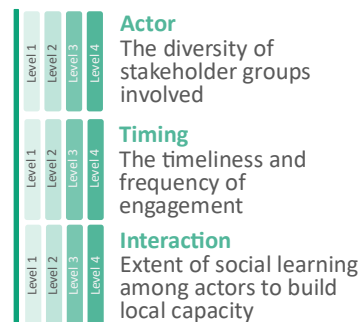 Level 1
Level 2
Level 3
Level 4
Actor
The diversity of
stakeholder groups
involved
Level 1
Level 2
Level 3
Level 4
Timing
The timeliness and
frequency of
engagement
Level 1
Level 2
Level 3
Level 4
Interaction
Extent of social learning
among actors to build
local capacity